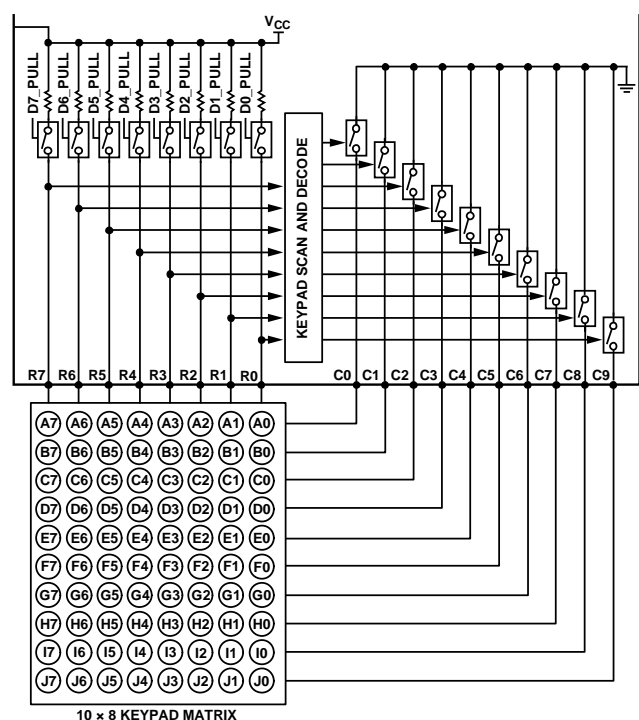 VCC
D7_PULL
D6_PULL
D5_PULL
D4_PULL
D3_PULL
D2_PULL
D1_PULL
D0_PULL
KEYPAD SCAN AND DECODE
R7 R6 R5 R4 R3 R2 R1 R0 C0 C1 C2 C3 C4 C5 C6 C7 C8 C9
A7 A6 A5 A4 A3 A2 A1 A0
B7 B6 B5 B4 B3 B2 B1 B0
C7 C6 C5 C4 C3 C2 C1 C0
D7 D6 D5 D4 D3 D2 D1 D0
E7 E6 E5 E4 E3 E2 E1 E0
F7 F6 F5 F4 F3 F2 F1 F0
G7 G6 G5 G4 G3 G2 G1 G0
H7 H6 H5 H4 H3 H2 H1 H0
I7 I6 I5 I4 I3 I2 I1 I0
J7 J6 J5 J4 J3 J2 J1 J0
10 × 8 KEYPAD MATRIX